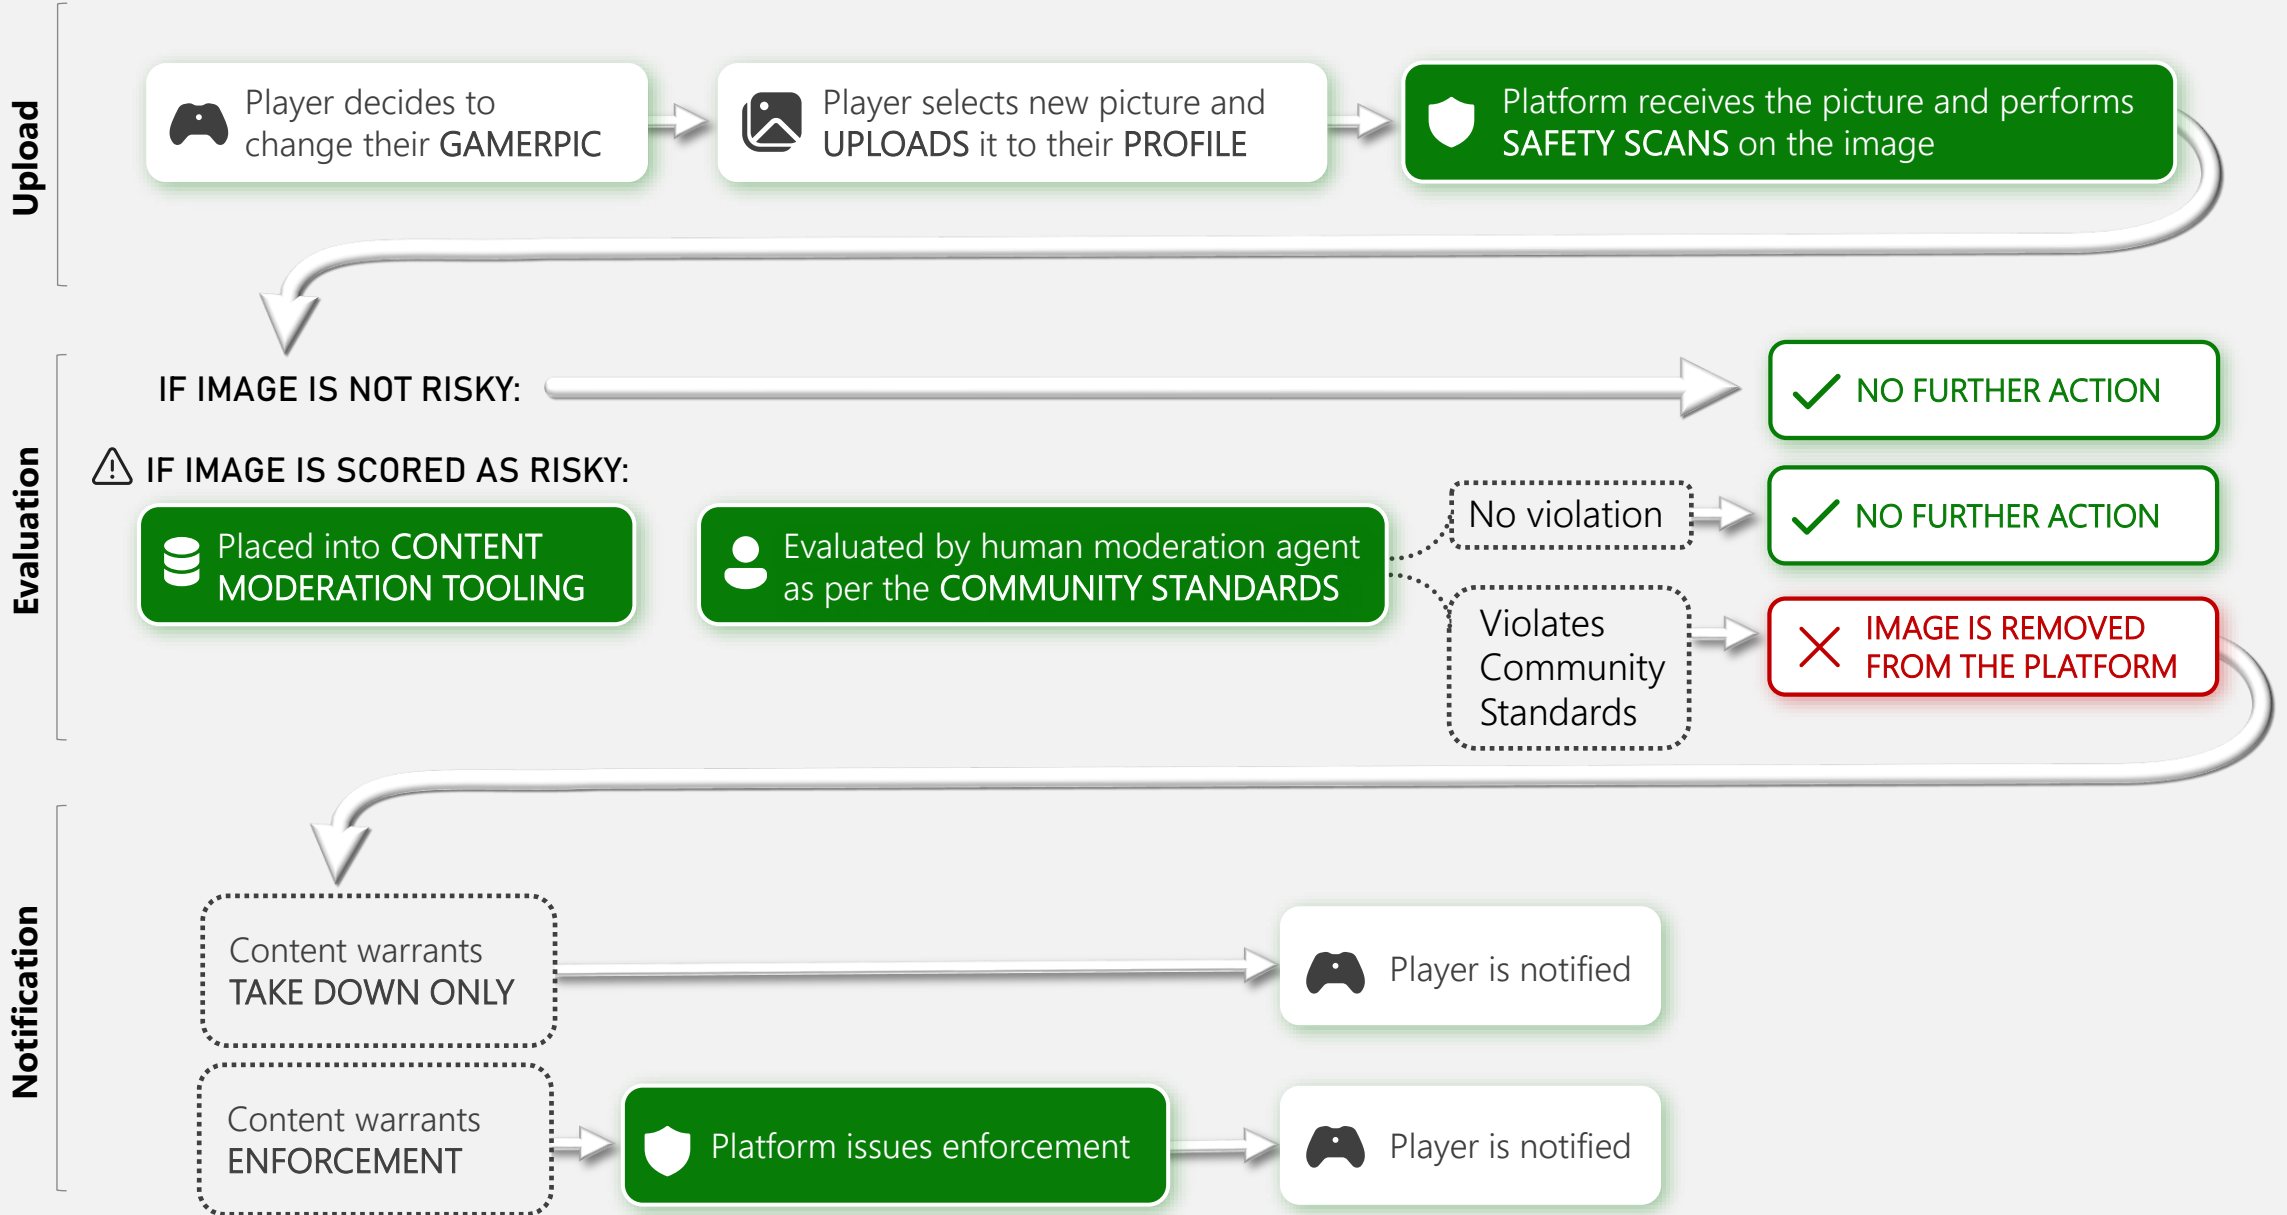 Upload
Player decides to
change their GAMERPIC
Player selects new picture and
UPLOADS it to their PROFILE
Platform receives the picture and performs
SAFETY SCANS on the image
Evaluation
IF IMAGE IS NOT RISKY:
NO FURTHER ACTION
IF IMAGE IS SCORED AS RISKY:
Placed into CONTENT
MODERATION TOOLING
Evaluated by human moderation agent
as per the COMMUNITY STANDARDS
No violation
NO FURTHER ACTION
Violates
Community
Standards
IMAGE IS REMOVED
FROM THE PLATFORM
Notification
Content warrants
TAKE DOWN ONLY
Player is notified
Content warrants
ENFORCEMENT
Platform issues enforcement
Player is notified